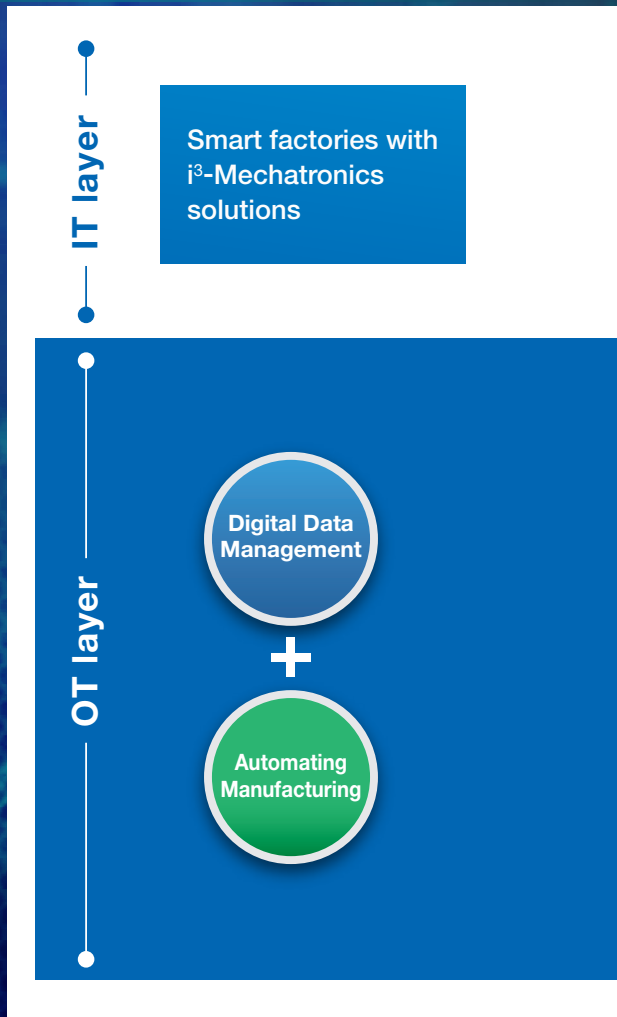 IT layer
Smart factories with
i³-Mechatronics
solutions
OT layer
Digital Data
Management
+
Automating
Manufacturing